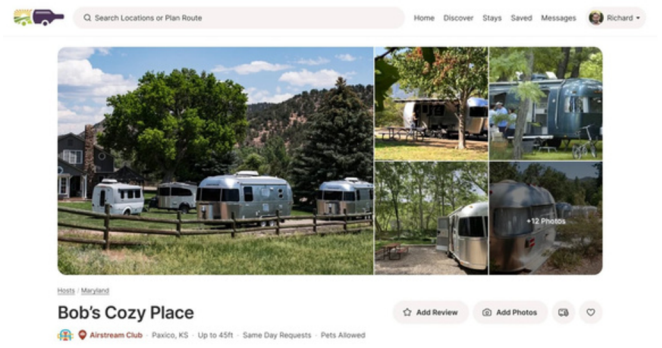 Search Locations or Plan Route
Home Discover Stays Saved Messages Richard
+12 Photos
Hosts / Maryland
Bob's Cozy Place
Add Review Add Photos
Airstream Club · Paxico, KS · Up to 45ft · Same Day Requests · Pets Allowed